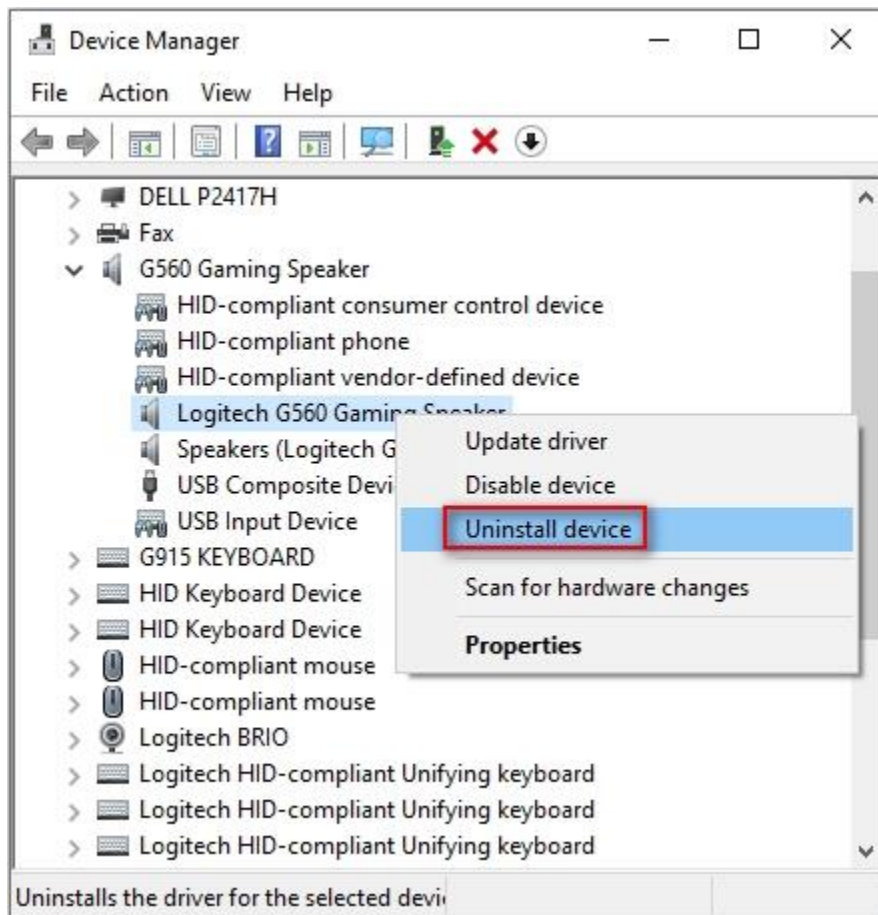 Device Manager
File Action View Help
DELL P2417H
Fax
G560 Gaming Speaker
HID-compliant consumer control device
HID-compliant phone
HID-compliant vendor-defined device
Logitech G560 Gaming Speaker
Update driver
Speakers (Logitech G
Disable device
USB Composite Devi
Uninstall device
USB Input Device
G915 KEYBOARD
Scan for hardware changes
HID Keyboard Device
HID Keyboard Device
Properties
HID-compliant mouse
HID-compliant mouse
Logitech BRIO
Logitech HID-compliant Unifying keyboard
Logitech HID-compliant Unifying keyboard
Logitech HID-compliant Unifying keyboard
Uninstalls the driver for the selected devi